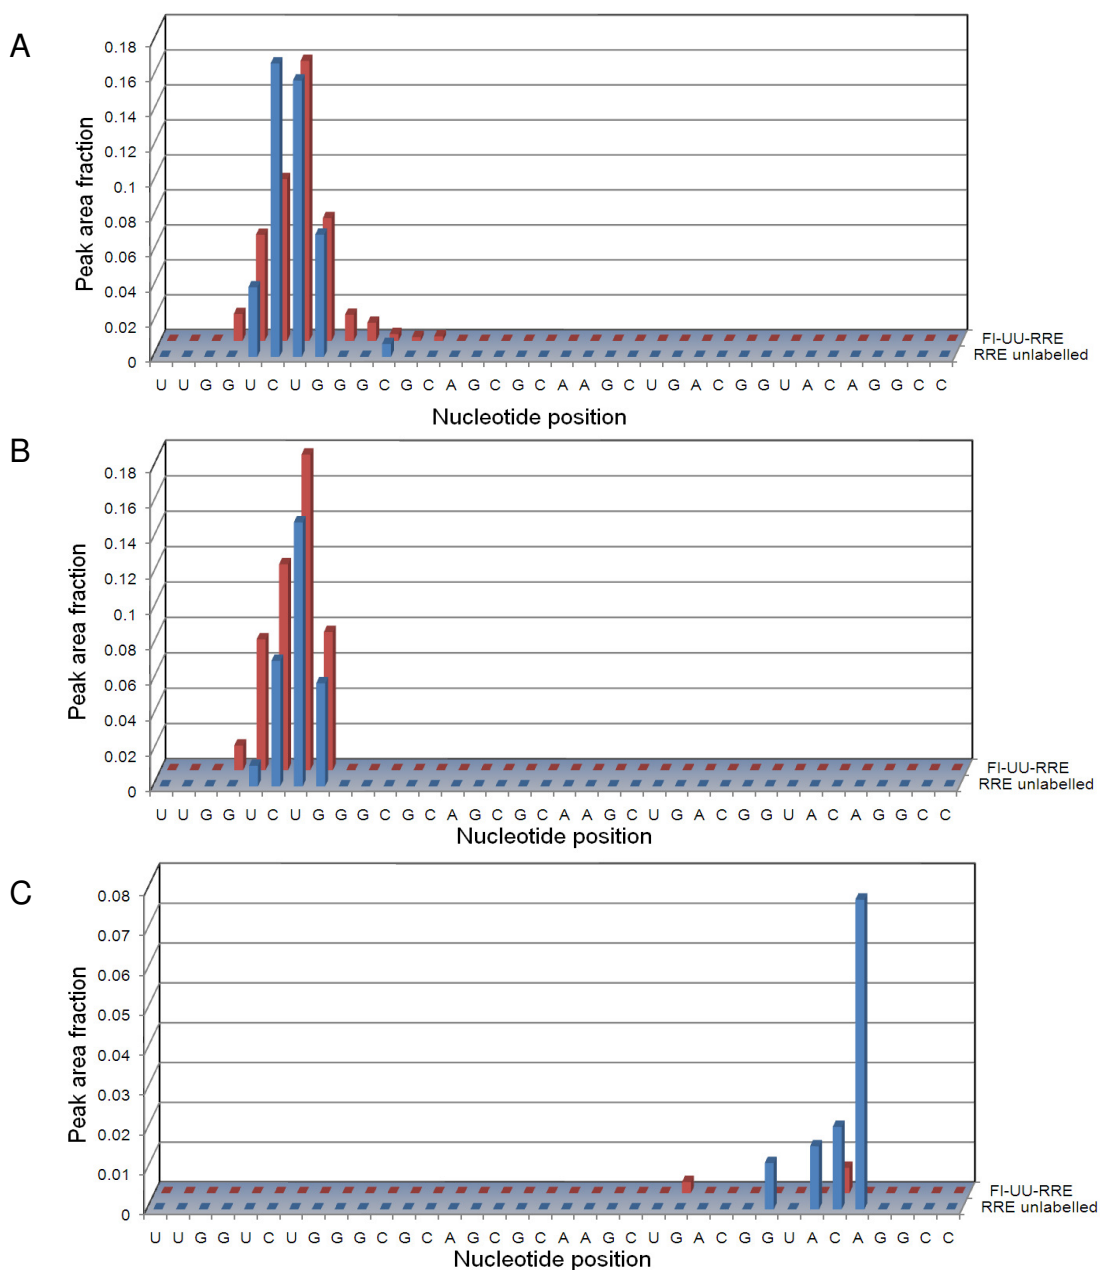 A
Peak area fraction
0.18
0.16
0.14
0.12
0.1
0.08
0.06
0.04
0.02
0
FI-UU-RRE
RRE unlabelled
U U G G U C U G G G C G C A G C G C A A G C U G A C G G U A C A G G C C
Nucleotide position
B
Peak area fraction
0.18
0.16
0.14
0.12
0.1
0.08
0.06
0.04
0.02
0
FI-UU-RRE
RRE unlabelled
U U G G U C U G G G C G C A G C G C A A G C U G A C G G U A C A G G C C
Nucleotide position
C
Peak area fraction
0.08
0.07
0.06
0.05
0.04
0.03
0.02
0.01
0
FI-UU-RRE
RRE unlabelled
U U G G U C U G G G C G C A G C G C A A G C U G A C G G U A C A G G C C
Nucleotide position